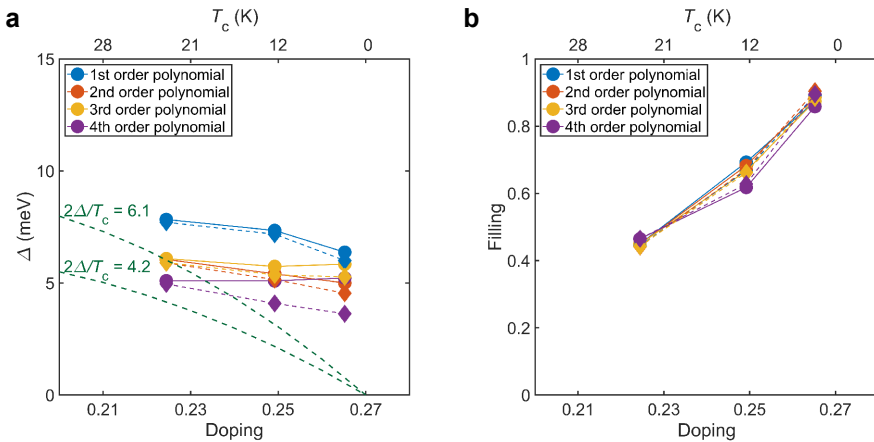 a
T_c (K)
28 21 12 0
15
10
5
0
Δ (meV)
1st order polynomial
2nd order polynomial
3rd order polynomial
4th order polynomial
2Δ/T_c = 6.1
2Δ/T_c = 4.2
0.21 0.23 0.25 0.27
Doping
b
T_c (K)
28 21 12 0
1
0.8
0.6
0.4
0.2
0
Filling
1st order polynomial
2nd order polynomial
3rd order polynomial
4th order polynomial
0.21 0.23 0.25 0.27
Doping